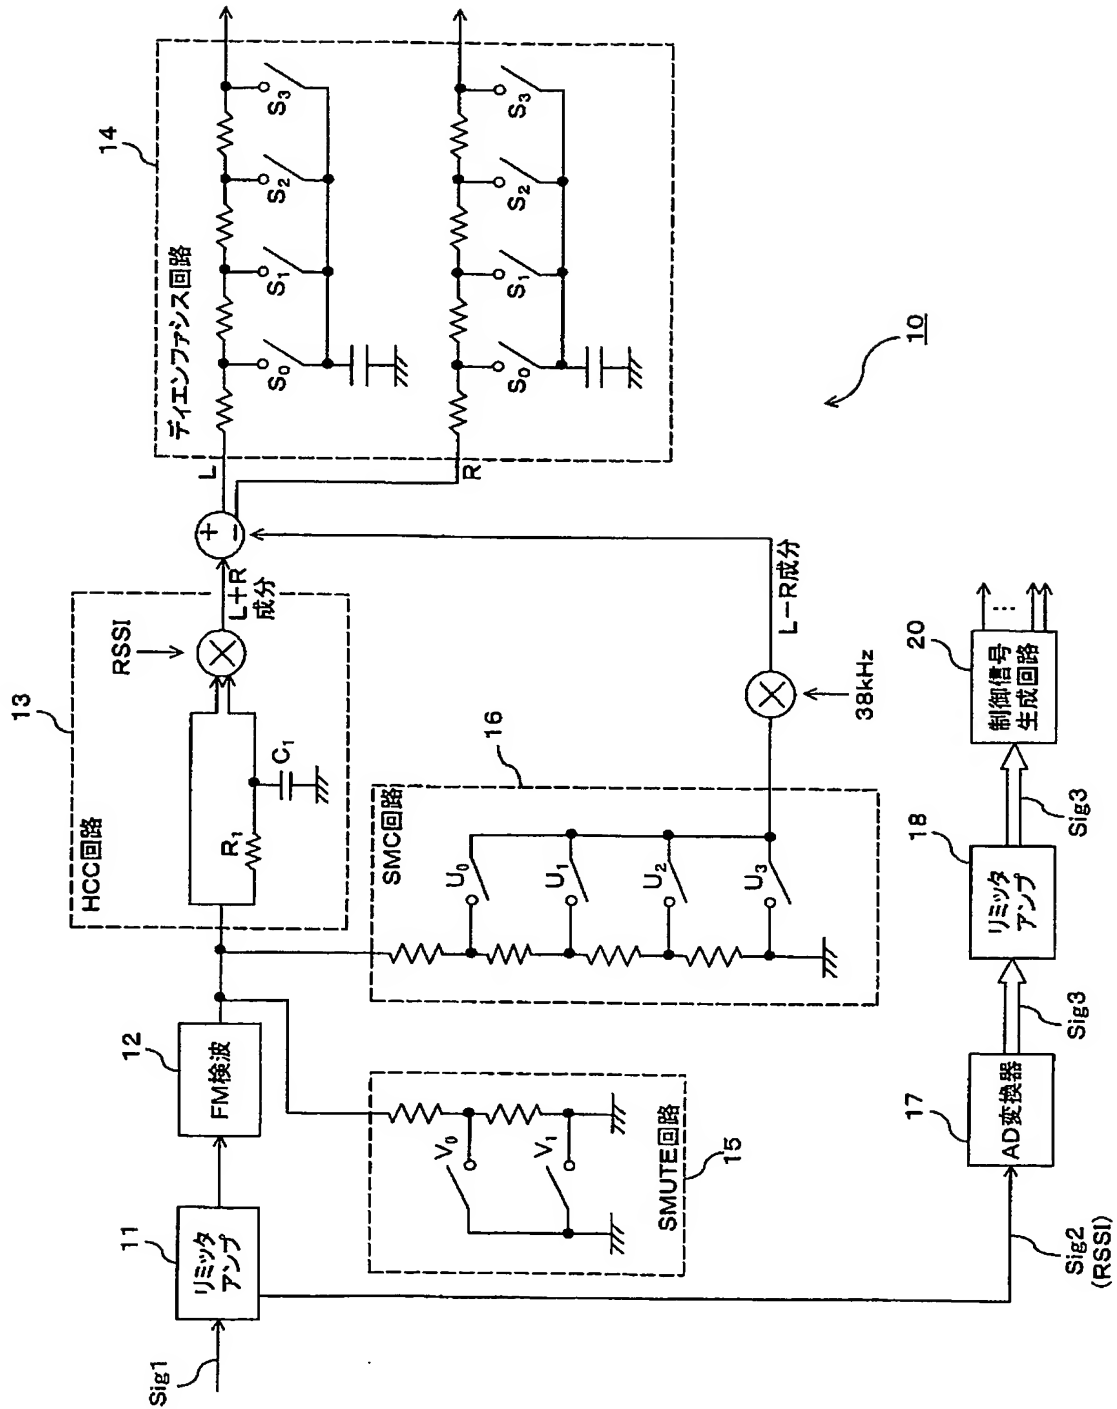 Sig1
11
リミッタ
アンプ
12
FM検波
13
HCC回路
R1
C1
RSSI
L+R
成分
+
−
L
R
14
ディエンファシス回路
S0
S1
S2
S3
S0
S1
S2
S3
SMUTE回路
15
V0
V1
SMC回路
16
U0
U1
U2
U3
38kHz
L−R成分
10
Sig2
(RSSI)
17
AD変換器
Sig3
18
リミッタ
アンプ
Sig3
20
制御信号
生成回路